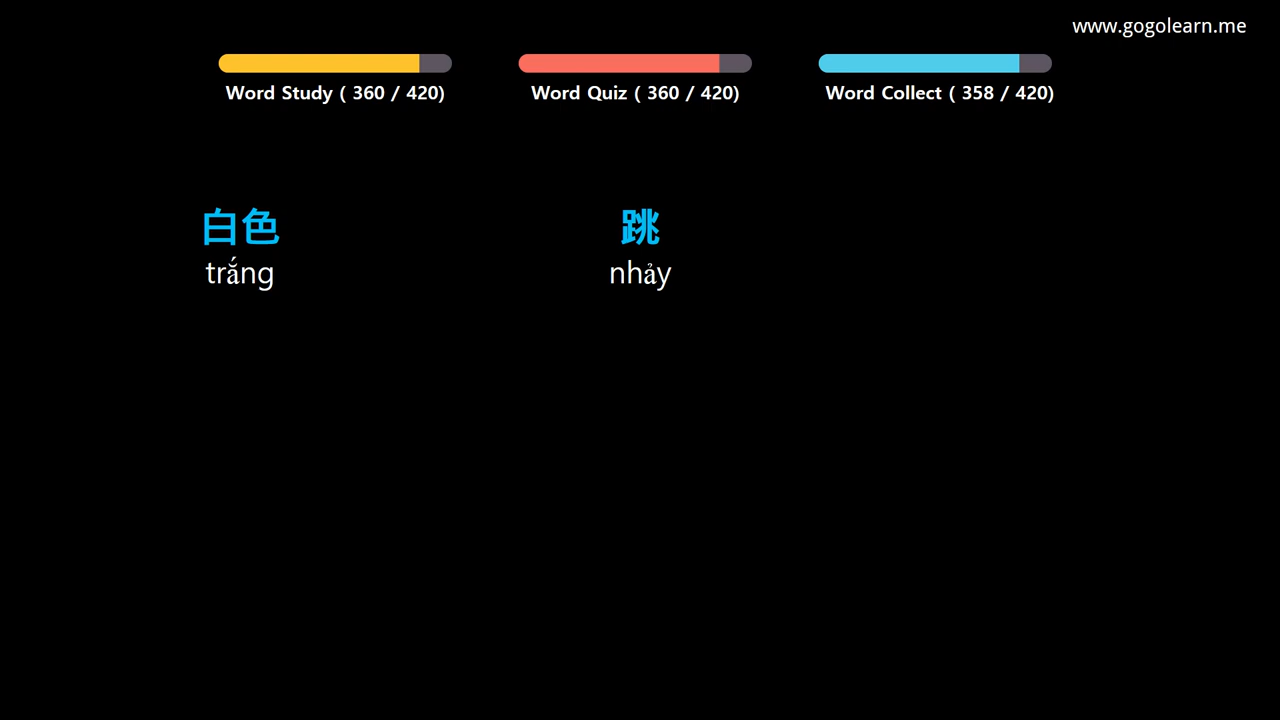 www.gogolearn.me
Word Study ( 360 / 420)
Word Quiz ( 360 / 420)
Word Collect ( 358 / 420)
白色
trắng
跳
nhảy